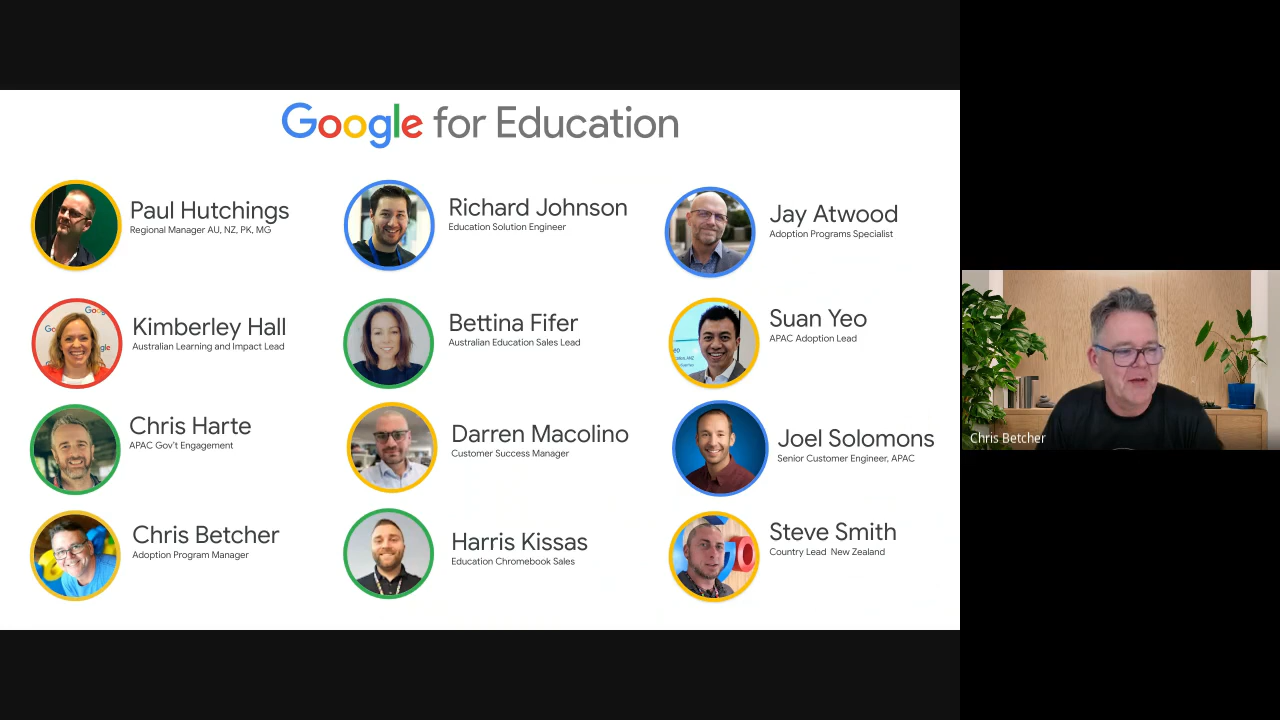 Google for Education
Paul Hutchings
Regional Manager AU, NZ, PK, MG
Richard Johnson
Education Solution Engineer
Jay Atwood
Adoption Programs Specialist
Kimberley Hall
Australian Learning and Impact Lead
Bettina Fifer
Australian Education Sales Lead
Suan Yeo
APAC Adoption Lead
Chris Harte
APAC Gov't Engagement
Darren Macolino
Customer Success Manager
Joel Solomons
Senior Customer Engineer, APAC
Chris Betcher
Adoption Program Manager
Harris Kissas
Education Chromebook Sales
Steve Smith
Country Lead New Zealand
Chris Betcher